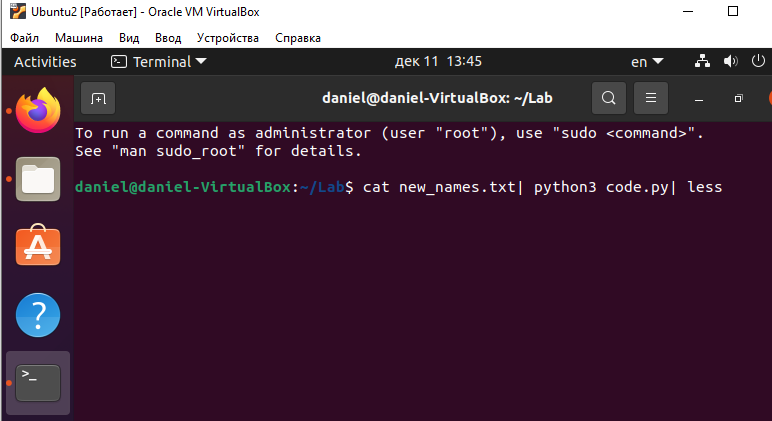 Ubuntu2 [Работает] - Oracle VM VirtualBox
Файл Машина Вид Ввод Устройства Справка
Activities Terminal дек 11 13:45 en
daniel@daniel-VirtualBox: ~/Lab
To run a command as administrator (user "root"), use "sudo <command>".
See "man sudo_root" for details.
daniel@daniel-VirtualBox:~/Lab$ cat new_names.txt| python3 code.py| less